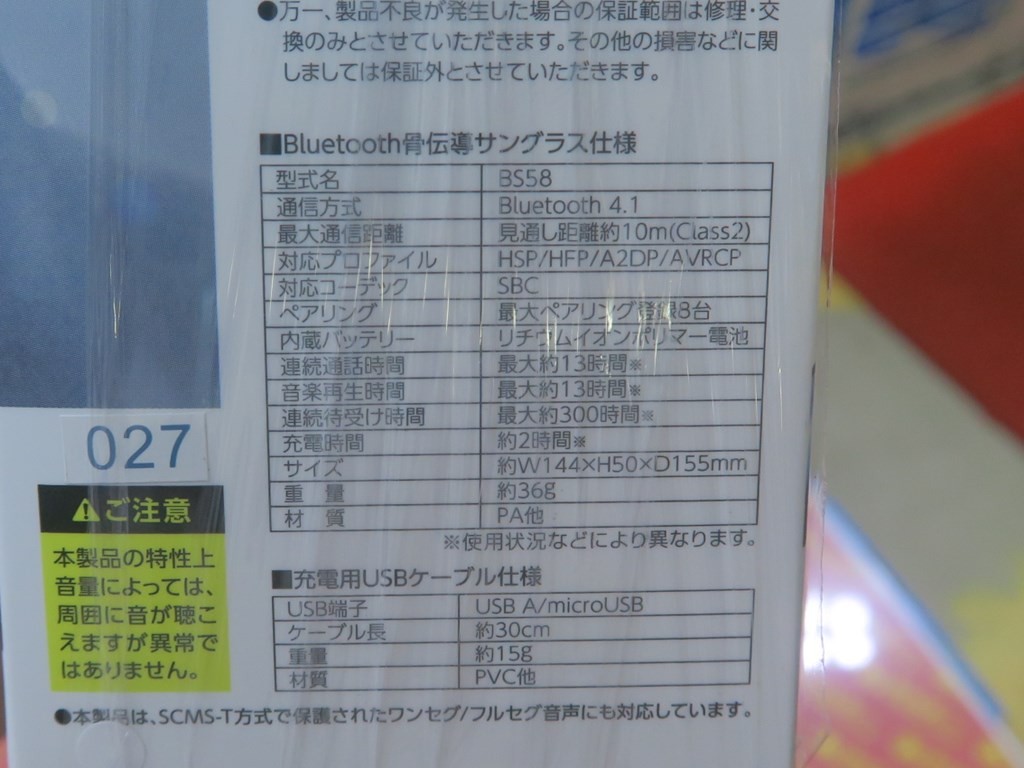 ●万一、製品不良が発生した場合の保証範囲は修理・交
換のみとさせていただきます。その他の損害などに関
しましては保証外とさせていただきます。
■Bluetooth骨伝導サングラス仕様
型式名 BS58
通信方式 Bluetooth 4.1
最大通信距離 見通し距離約10m(Class2)
対応プロファイル HSP/HFP/A2DP/AVRCP
対応コーデック SBC
ペアリング 最大ペアリング登録8台
内蔵バッテリー リチウムイオンポリマー電池
連続通話時間 最大約13時間※
音楽再生時間 最大約13時間※
連続待受け時間 最大約300時間※
充電時間 約2時間※
サイズ 約W144×H50×D155mm
重量 約36g
材質 PA他
※使用状況などにより異なります。
027
⚠ご注意
本製品の特性上
音量によっては、
周囲に音が聴こ
えますが異常で
はありません。
■充電用USBケーブル仕様
USB端子 USB A/microUSB
ケーブル長 約30cm
重量 約15g
材質 PVC他
●本製品は、SCMS-T方式で保護されたワンセグ/フルセグ音声にも対応しています。